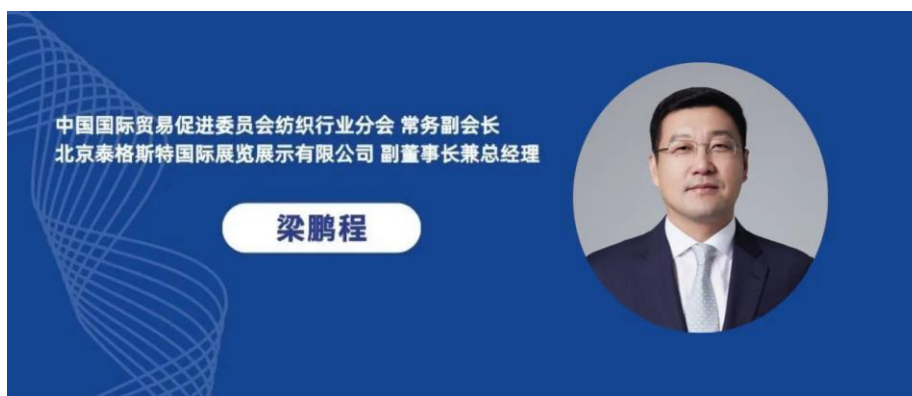 中国国际贸易促进委员会纺织行业分会 常务副会长
北京泰格斯特国际展览展示有限公司 副董事长兼总经理
梁鹏程